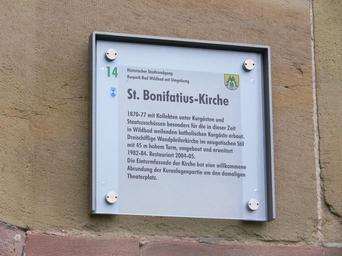 Historischer Stadtrundgang
Kurpark Bad Wildbad mit Umgebung
14
St. Bonifatius-Kirche
1870-77 mit Kollekten unter Kurgästen und
Staatszuschüssen besonders für die in dieser Zeit
in Wildbad weilenden katholischen Kurgäste erbaut.
Dreischiffige Wandpfeilerkirche im neugotischen Stil
mit 45 m hohem Turm, umgebaut und erweitert
1982-84. Restauriert 2004-05.
Die Einturmfassade der Kirche bot eine willkommene
Abrundung der Kuranlagenpartie um den damaligen
Theaterplatz.